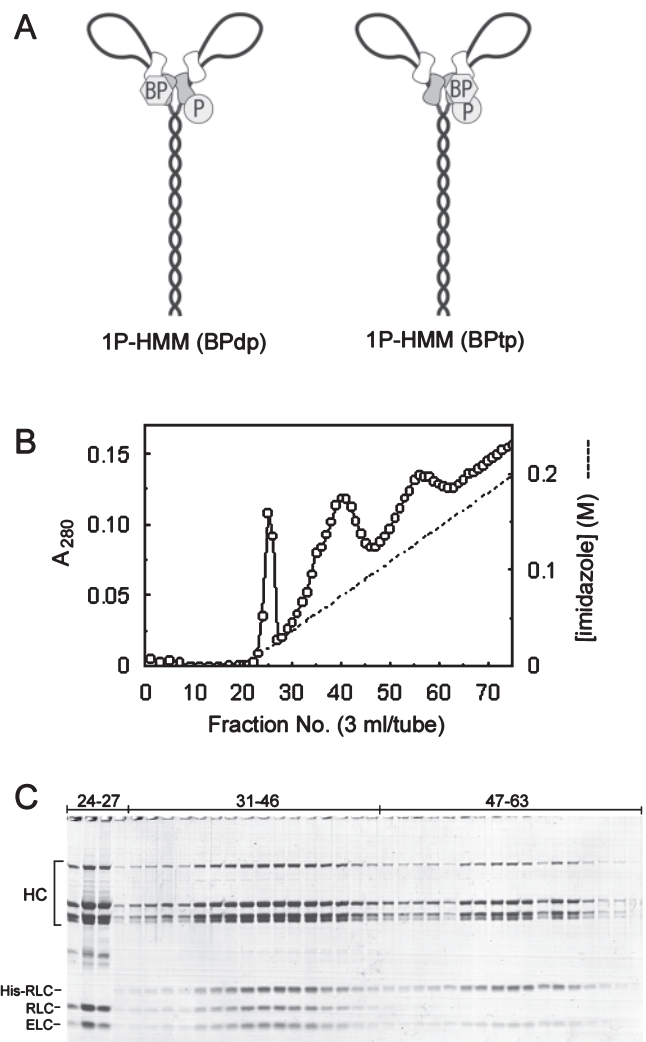 A
BP
P
BP
P
1P-HMM (BPdp)
1P-HMM (BPtp)
B
0.15
0.10
0.05
0
A280
0.2
0.1
0
[imidazole] (M) -----
0 10 20 30 40 50 60 70
Fraction No. (3 ml/tube)
C
24-27 31-46 47-63
HC
His-RLC-
RLC-
ELC-